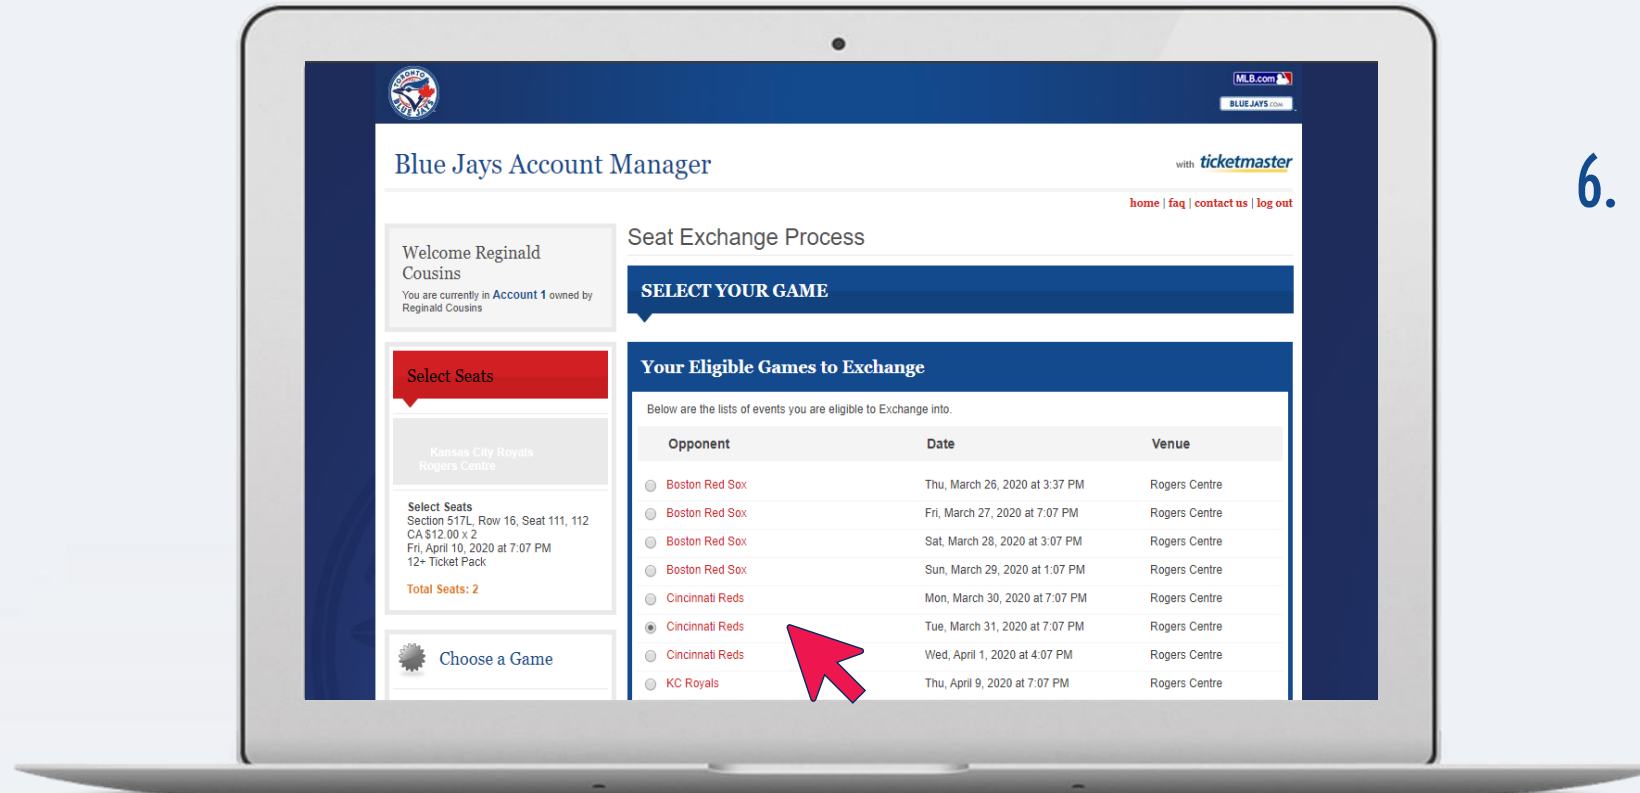 TORONTO
BLUE JAYS
MLB.com
BLUEJAYS.COM
Blue Jays Account Manager
with ticketmaster
home | faq | contact us | log out
6.
Welcome Reginald
Cousins
You are currently in Account 1 owned by
Reginald Cousins
Select Seats
Kansas City Royals
Rogers Centre
Select Seats
Section 517L, Row 16, Seat 111, 112
CA $12.00 x 2
Fri, April 10, 2020 at 7:07 PM
12+ Ticket Pack
Total Seats: 2
Choose a Game
Seat Exchange Process
SELECT YOUR GAME
Your Eligible Games to Exchange
Below are the lists of events you are eligible to Exchange into.
Opponent Date Venue
Boston Red Sox Thu, March 26, 2020 at 3:37 PM Rogers Centre
Boston Red Sox Fri, March 27, 2020 at 7:07 PM Rogers Centre
Boston Red Sox Sat, March 28, 2020 at 3:07 PM Rogers Centre
Boston Red Sox Sun, March 29, 2020 at 1:07 PM Rogers Centre
Cincinnati Reds Mon, March 30, 2020 at 7:07 PM Rogers Centre
Cincinnati Reds Tue, March 31, 2020 at 7:07 PM Rogers Centre
Cincinnati Reds Wed, April 1, 2020 at 4:07 PM Rogers Centre
KC Royals Thu, April 9, 2020 at 7:07 PM Rogers Centre